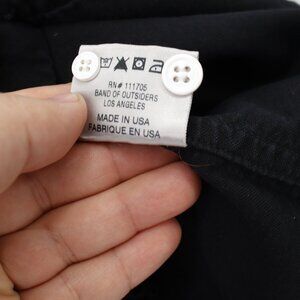 RN# 111705
BAND OF OUTSIDERS
LOS ANGELES
MADE IN USA
FABRIQUE EN USA